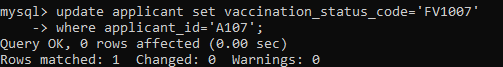 mysql> update applicant set vaccination_status_code='FV1007'
    -> where applicant_id='A107';
Query OK, 0 rows affected (0.00 sec)
Rows matched: 1  Changed: 0  Warnings: 0